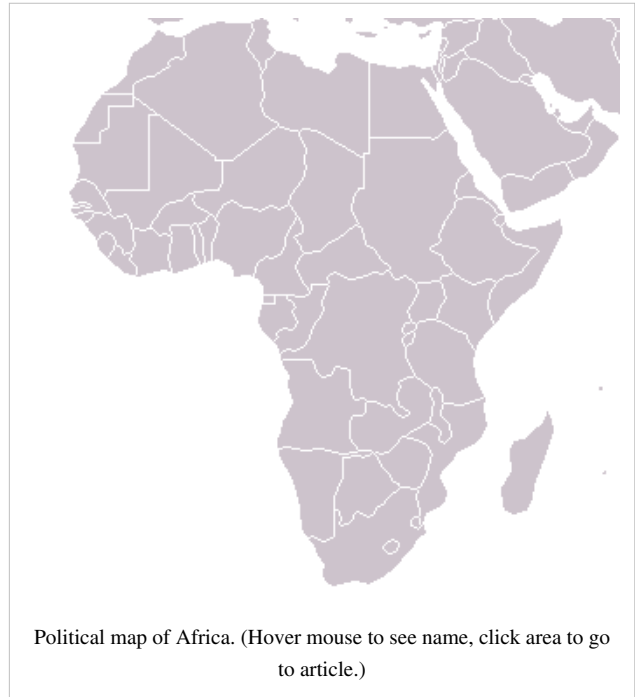 Political map of Africa. (Hover mouse to see name, click area to go
to article.)